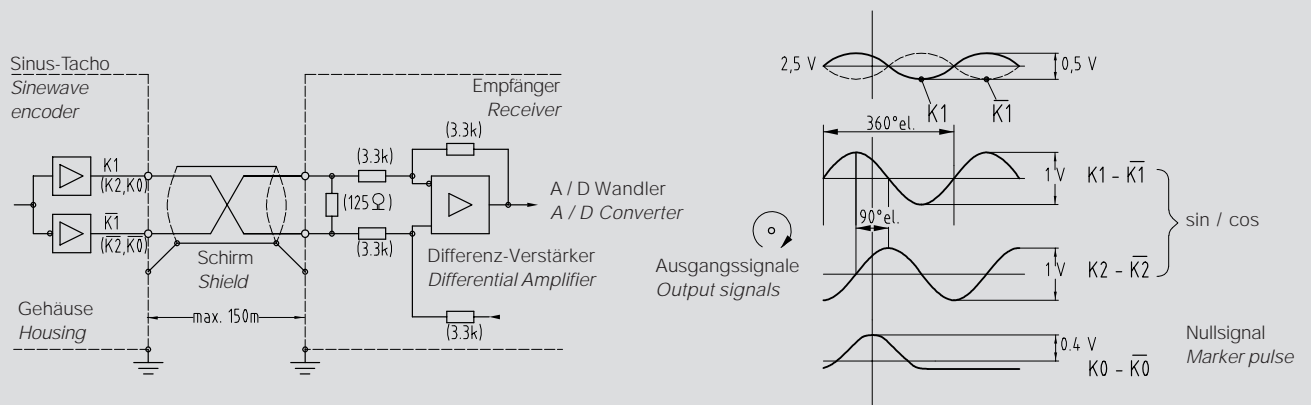 Sinus-Tacho
Sinewave
encoder
Empfänger
Receiver
K1
(K2,K0)
K̅1̅
(K̅2̅,K̅0̅)
(3.3k)
(3.3k)
(125Ω)
(3.3k)
(3.3k)
A / D Wandler
A / D Converter
Schirm
Shield
Differenz-Verstärker
Differential Amplifier
Gehäuse
Housing
max. 150m
2,5 V
0,5 V
K1
K̅1̅
360°el.
1 V
K1 - K̅1̅
90°el.
sin / cos
Ausgangssignale
Output signals
1 V
K2 - K̅2̅
0.4 V
K0 - K̅0̅
Nullsignal
Marker pulse